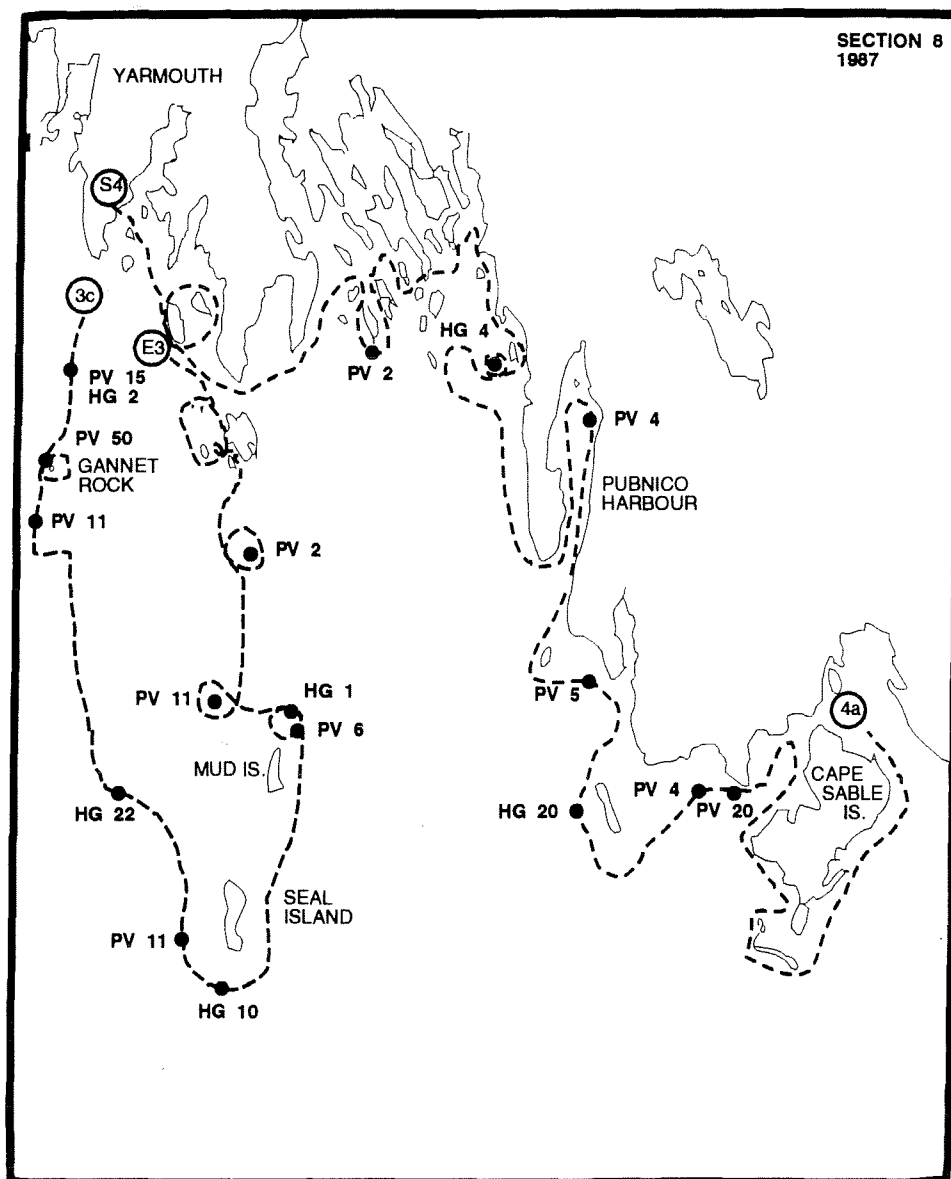 SECTION 8
1987
YARMOUTH
S4
3c
E3
HG 4
PV 2
PV 15
HG 2
PV 4
PV 50
GANNET
ROCK
PUBNICO
HARBOUR
PV 11
PV 2
PV 5
PV 11
HG 1
PV 6
4a
MUD IS.
CAPE
SABLE
IS.
HG 22
HG 20
PV 4
PV 20
SEAL
ISLAND
PV 11
HG 10